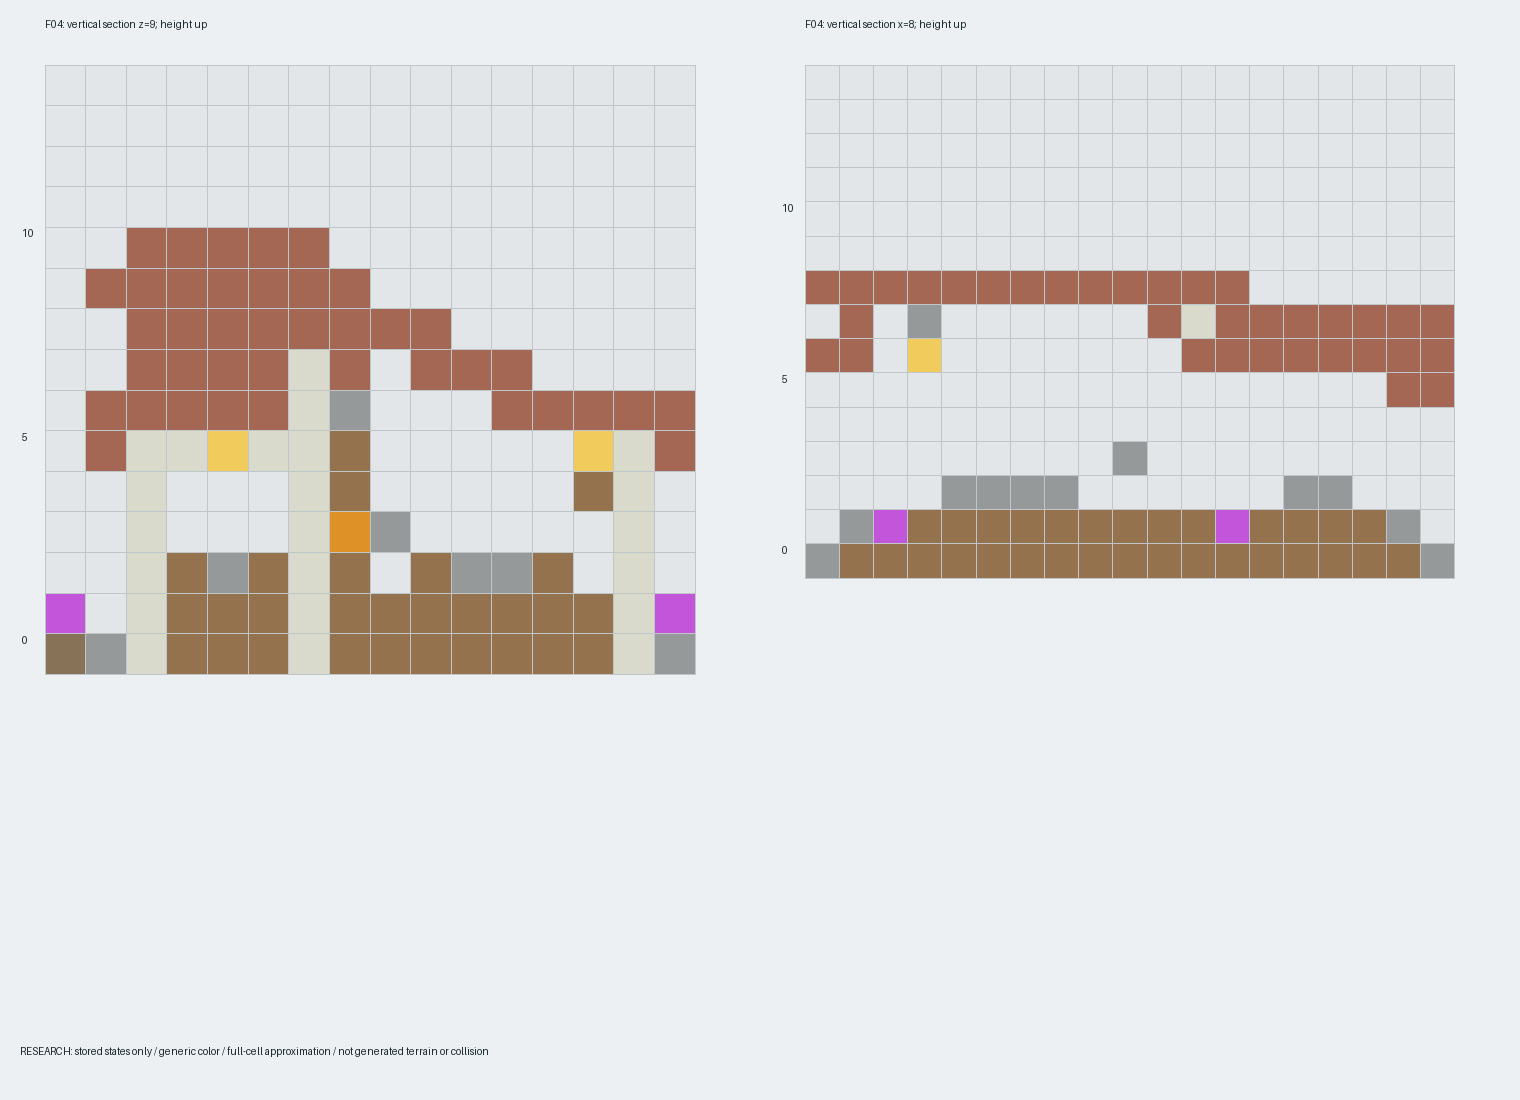 F04: vertical section z=9; height up
F04: vertical section x=8; height up
10
5
0
10
5
0
RESEARCH: stored states only / generic color / full-cell approximation / not generated terrain or collision